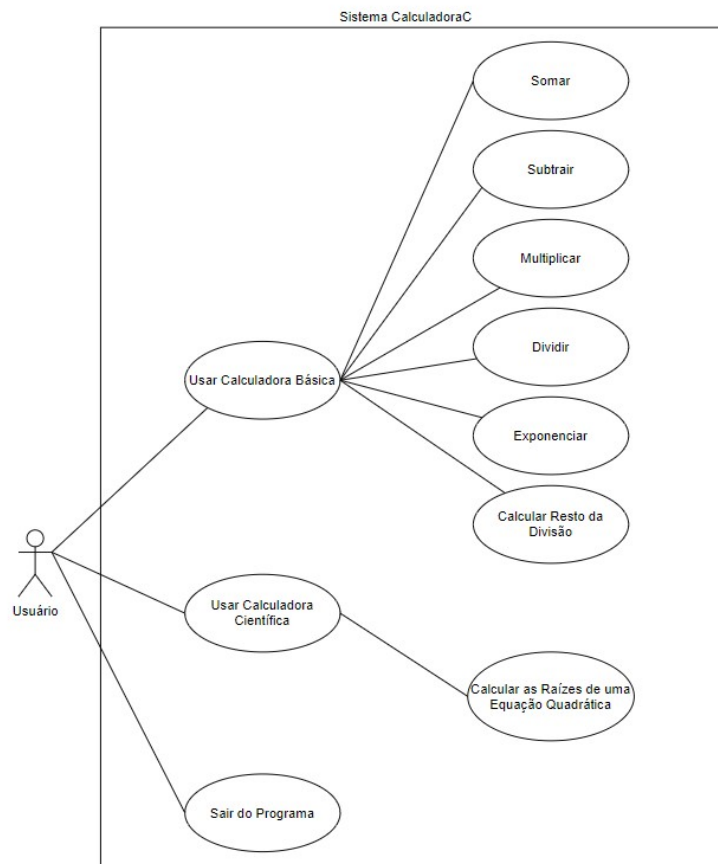 Sistema CalculadoraC
Somar
Subtrair
Multiplicar
Dividir
Usar Calculadora Básica
Exponenciar
Calcular Resto da
Divisão
Usuário
Usar Calculadora
Científica
Calcular as Raízes de uma
Equação Quadrática
Sair do Programa